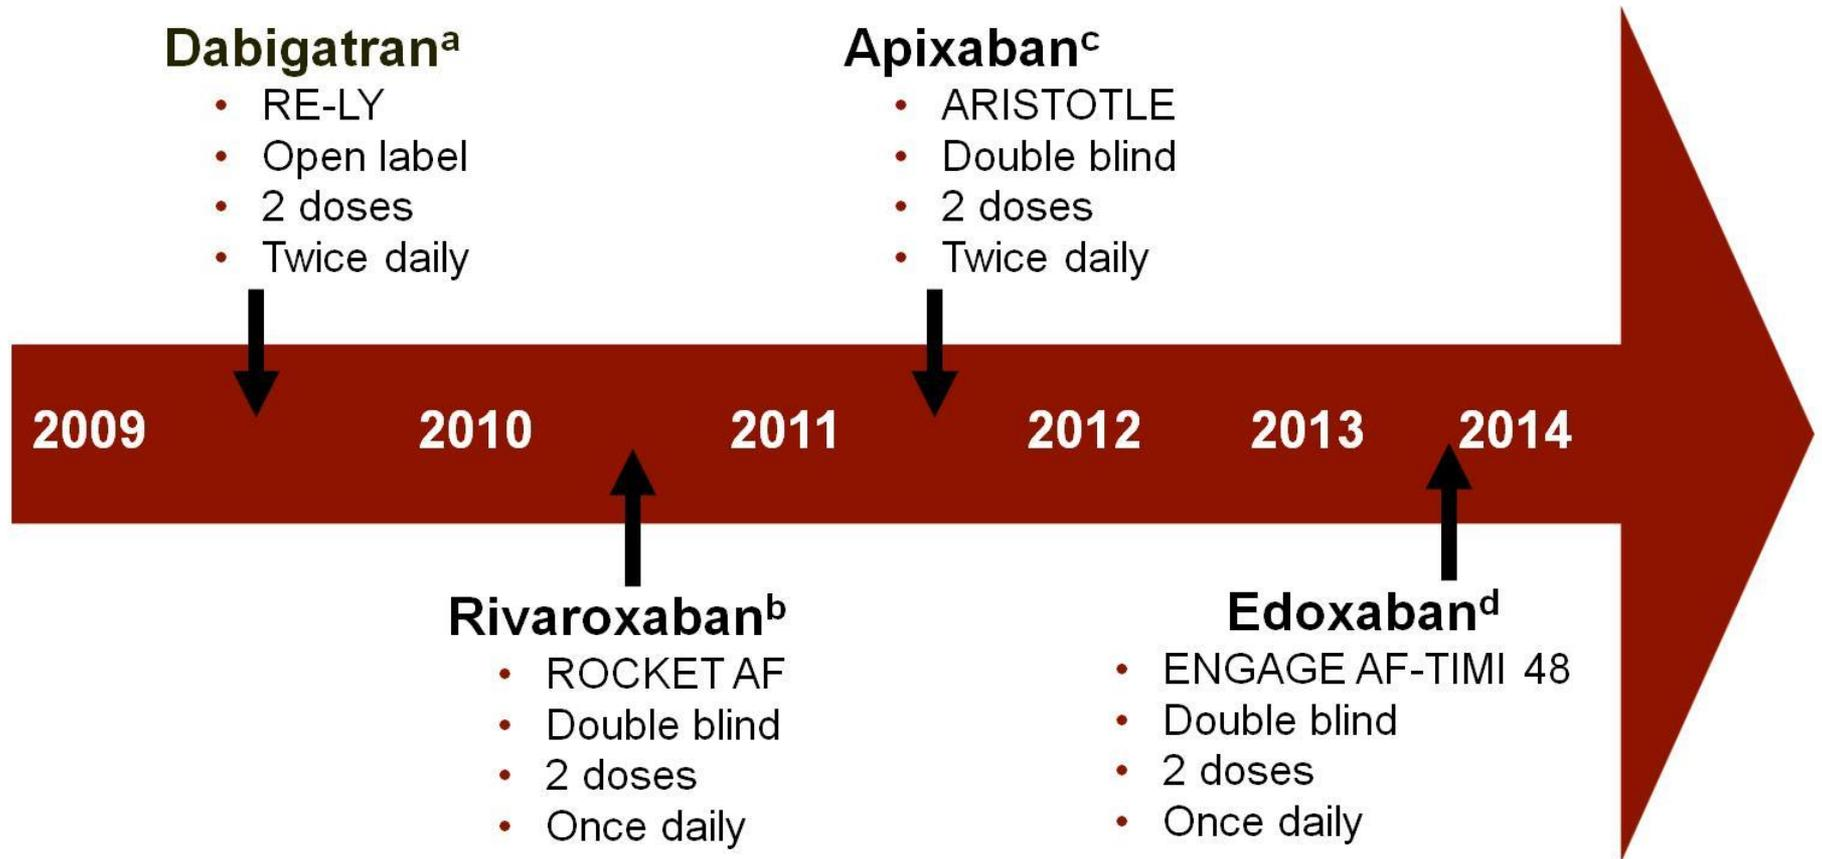 Dabigatranᵃ
• RE-LY
• Open label
• 2 doses
• Twice daily
Apixabanᶜ
• ARISTOTLE
• Double blind
• 2 doses
• Twice daily
2009 2010 2011 2012 2013 2014
Rivaroxabanᵇ
• ROCKET AF
• Double blind
• 2 doses
• Once daily
Edoxabanᵈ
• ENGAGE AF-TIMI 48
• Double blind
• 2 doses
• Once daily